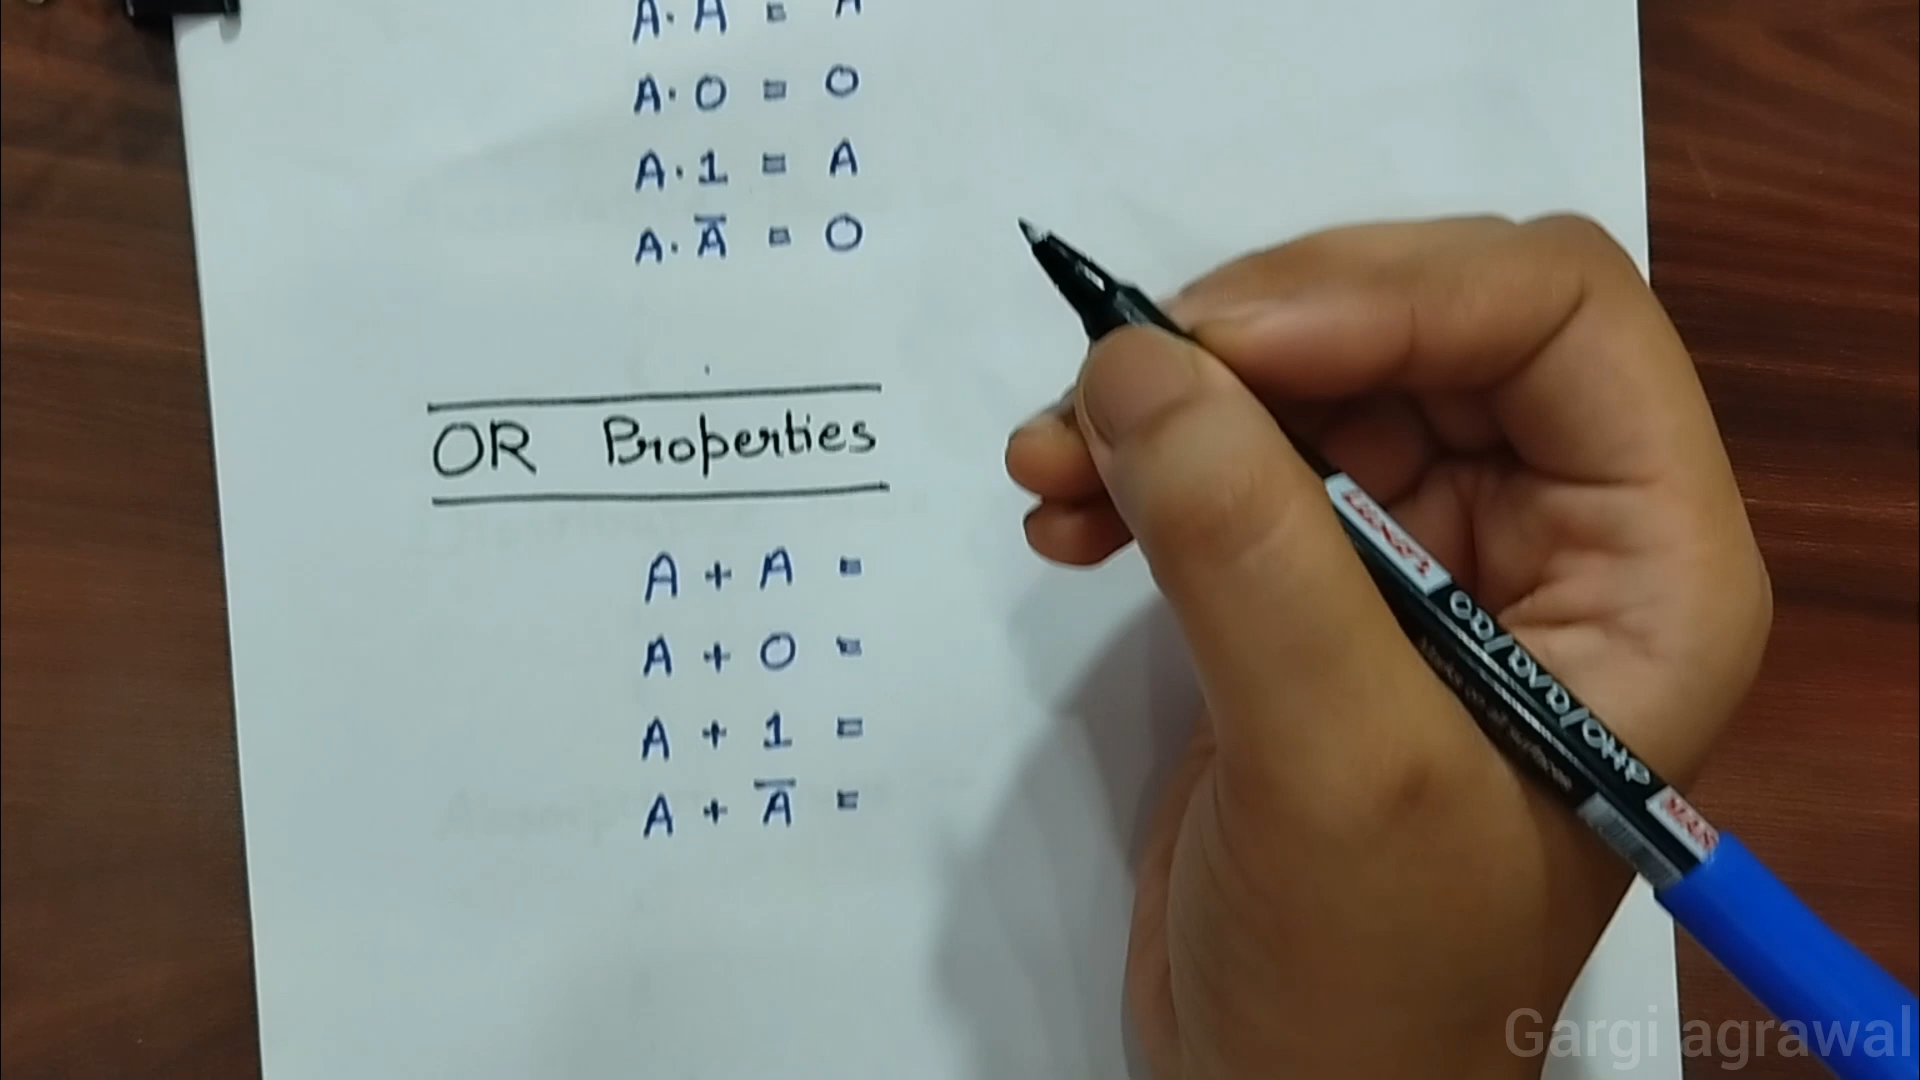 A · A = A
A · 0 = 0
A · 1 = A
A · A̅ = 0
OR Properties
A + A =
A + 0 =
A + 1 =
A + A̅ =
Gargi agrawal